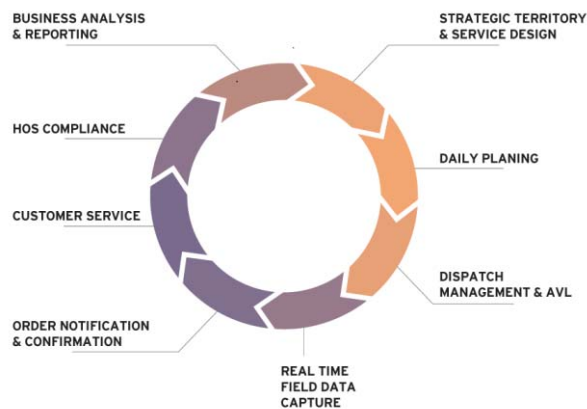 BUSINESS ANALYSIS
& REPORTING
STRATEGIC TERRITORY
& SERVICE DESIGN
HOS COMPLIANCE
DAILY PLANING
CUSTOMER SERVICE
DISPATCH
MANAGEMENT & AVL
ORDER NOTIFICATION
& CONFIRMATION
REAL TIME
FIELD DATA
CAPTURE